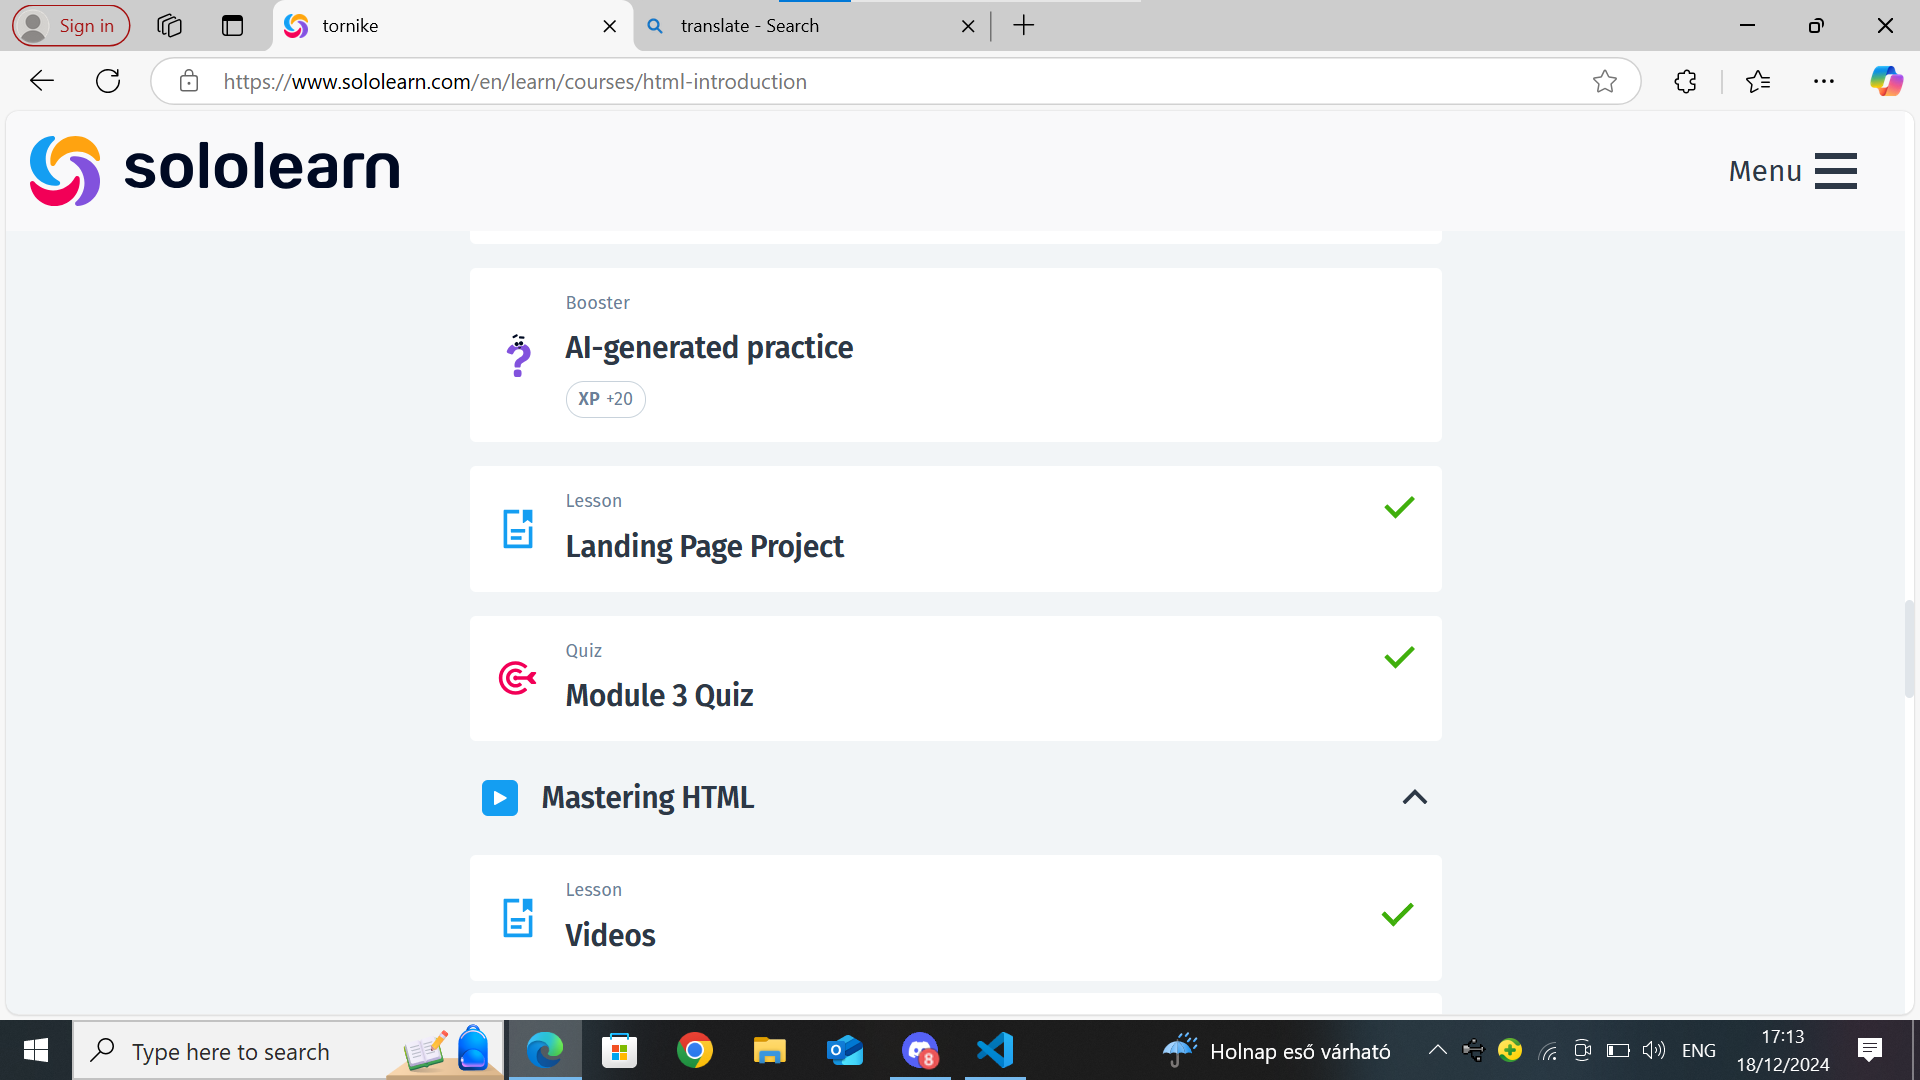 Sign in
tornike
translate - Search
https://www.sololearn.com/en/learn/courses/html-introduction
sololearn
Menu
Booster
AI-generated practice
XP +20
Lesson
Landing Page Project
Lesson
Quiz
Module 3 Quiz
Mastering HTML
Lesson
Videos
Type here to search
8
Holnap eső várható
ENG
17:13
18/12/2024